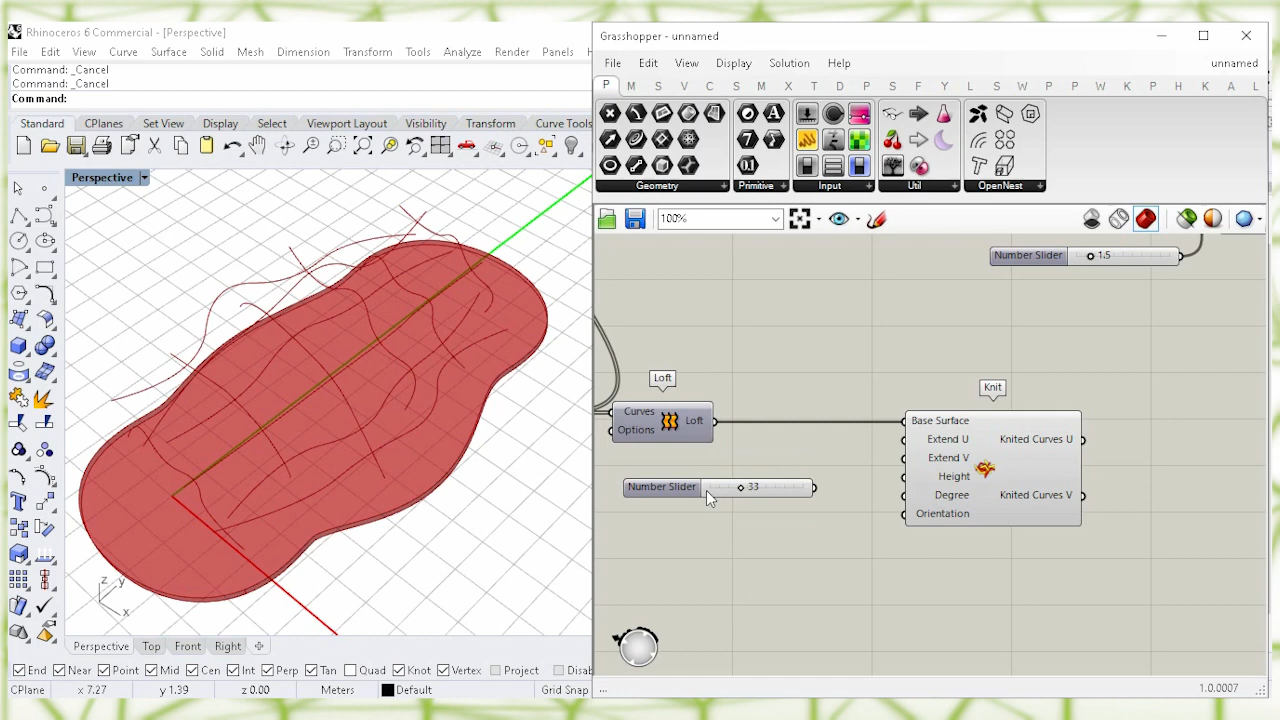 Rhinoceros 6 Commercial - [Perspective]
File Edit View Curve Surface Solid Mesh Dimension Transform Tools Analyze Render Panels
Command: _Cancel
Command: _Cancel
Command:
Standard CPlanes Set View Display Select Viewport Layout Visibility Transform Curve Tools
Perspective
z
y
x
Perspective Top Front Right
End Near Point Mid Cen Int Perp Tan Quad Knot Vertex Project Disab
CPlane x 7.27 y 1.39 z 0.00 Meters Default Grid Snap
Grasshopper - unnamed
File Edit View Display Solution Help unnamed
P M S V C S M X T D P S F T L S K P P W K P H K A L
Geometry Primitive Input Util OpenNest
100%
Number Slider 1.5
Loft
Curves
Options
Loft
Number Slider 33
Knit
Base Surface
Extend U
Extend V
Height
Degree
Orientation
Knited Curves U
Knited Curves V
...
1.0.0007